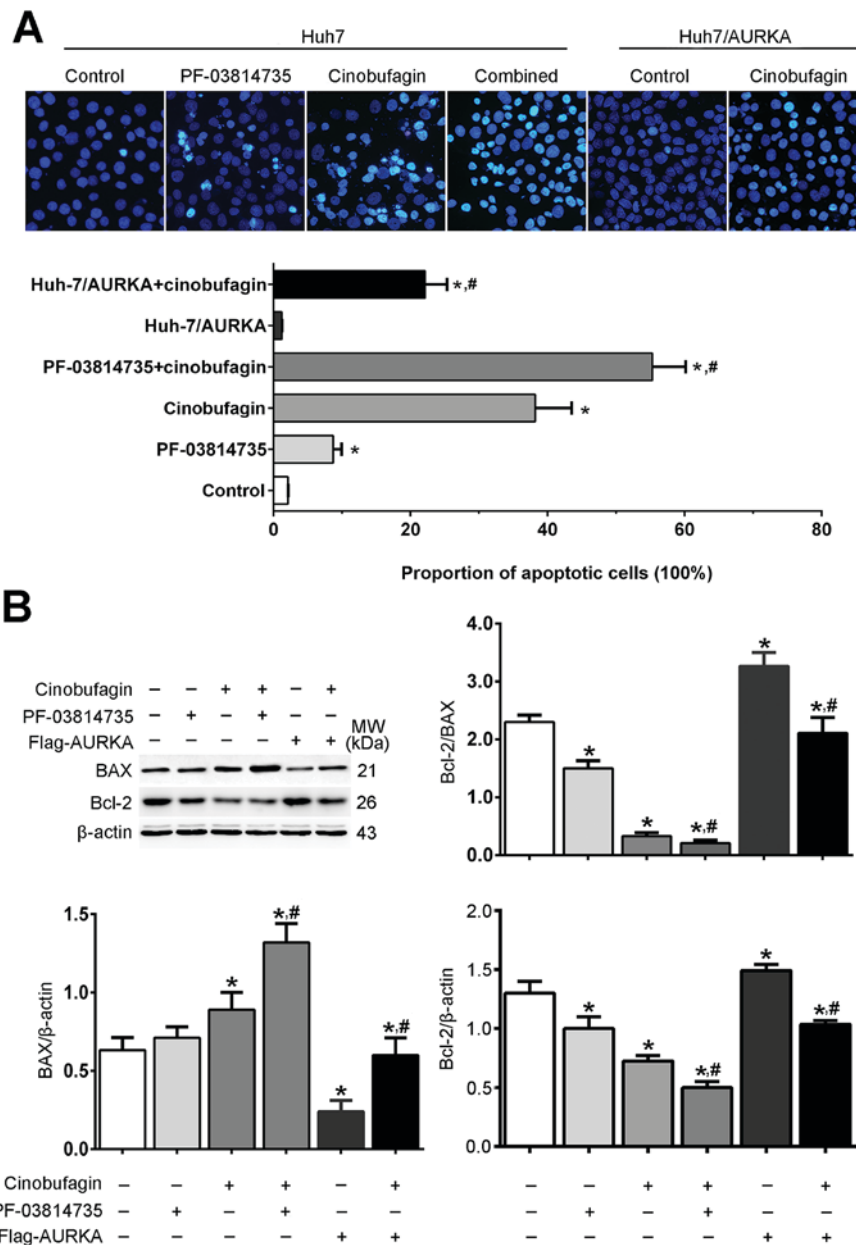 A
Huh7 Huh7/AURKA
Control PF-03814735 Cinobufagin Combined Control Cinobufagin
Huh-7/AURKA+cinobufagin *,#
Huh-7/AURKA
PF-03814735+cinobufagin *,#
Cinobufagin *
PF-03814735 *
Control
0 20 40 60 80
Proportion of apoptotic cells (100%)
B
Cinobufagin – – + + – +
PF-03814735 – + – + – –
Flag-AURKA – – – – + +
MW
(kDa)
BAX 21
Bcl-2 26
β-actin 43
Bcl-2/BAX
4.0
3.0
2.0
1.0
0.0
* * *,# * *,#
BAX/β-actin
1.5
1.0
0.5
0.0
* *,# * *,#
Bcl-2/β-actin
2.0
1.5
1.0
0.5
0.0
* * *,# * *,#
Cinobufagin – – + + – + – – + + – +
PF-03814735 – + – + – – – + – + – –
Flag-AURKA – – – – + + – – – – + +